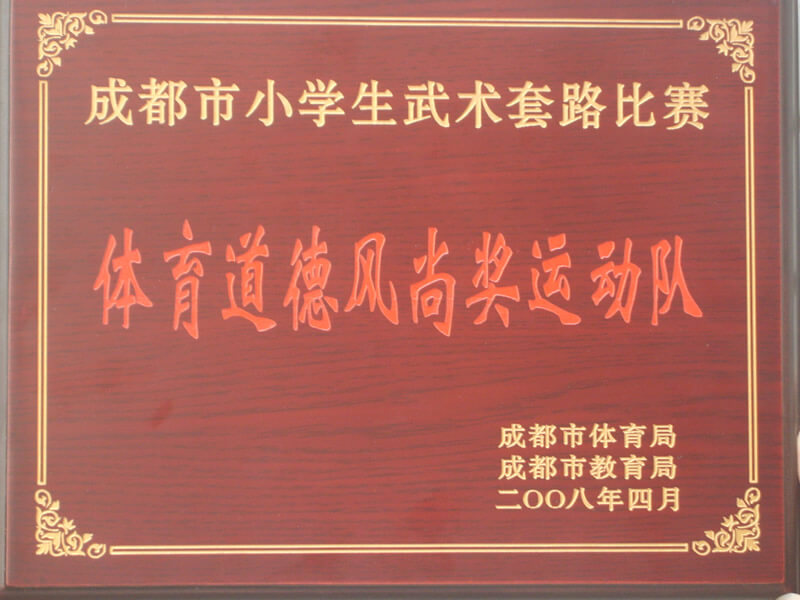 成都市小学生武术套路比赛
体育道德风尚奖运动队
成都市体育局
成都市教育局
二〇〇八年四月